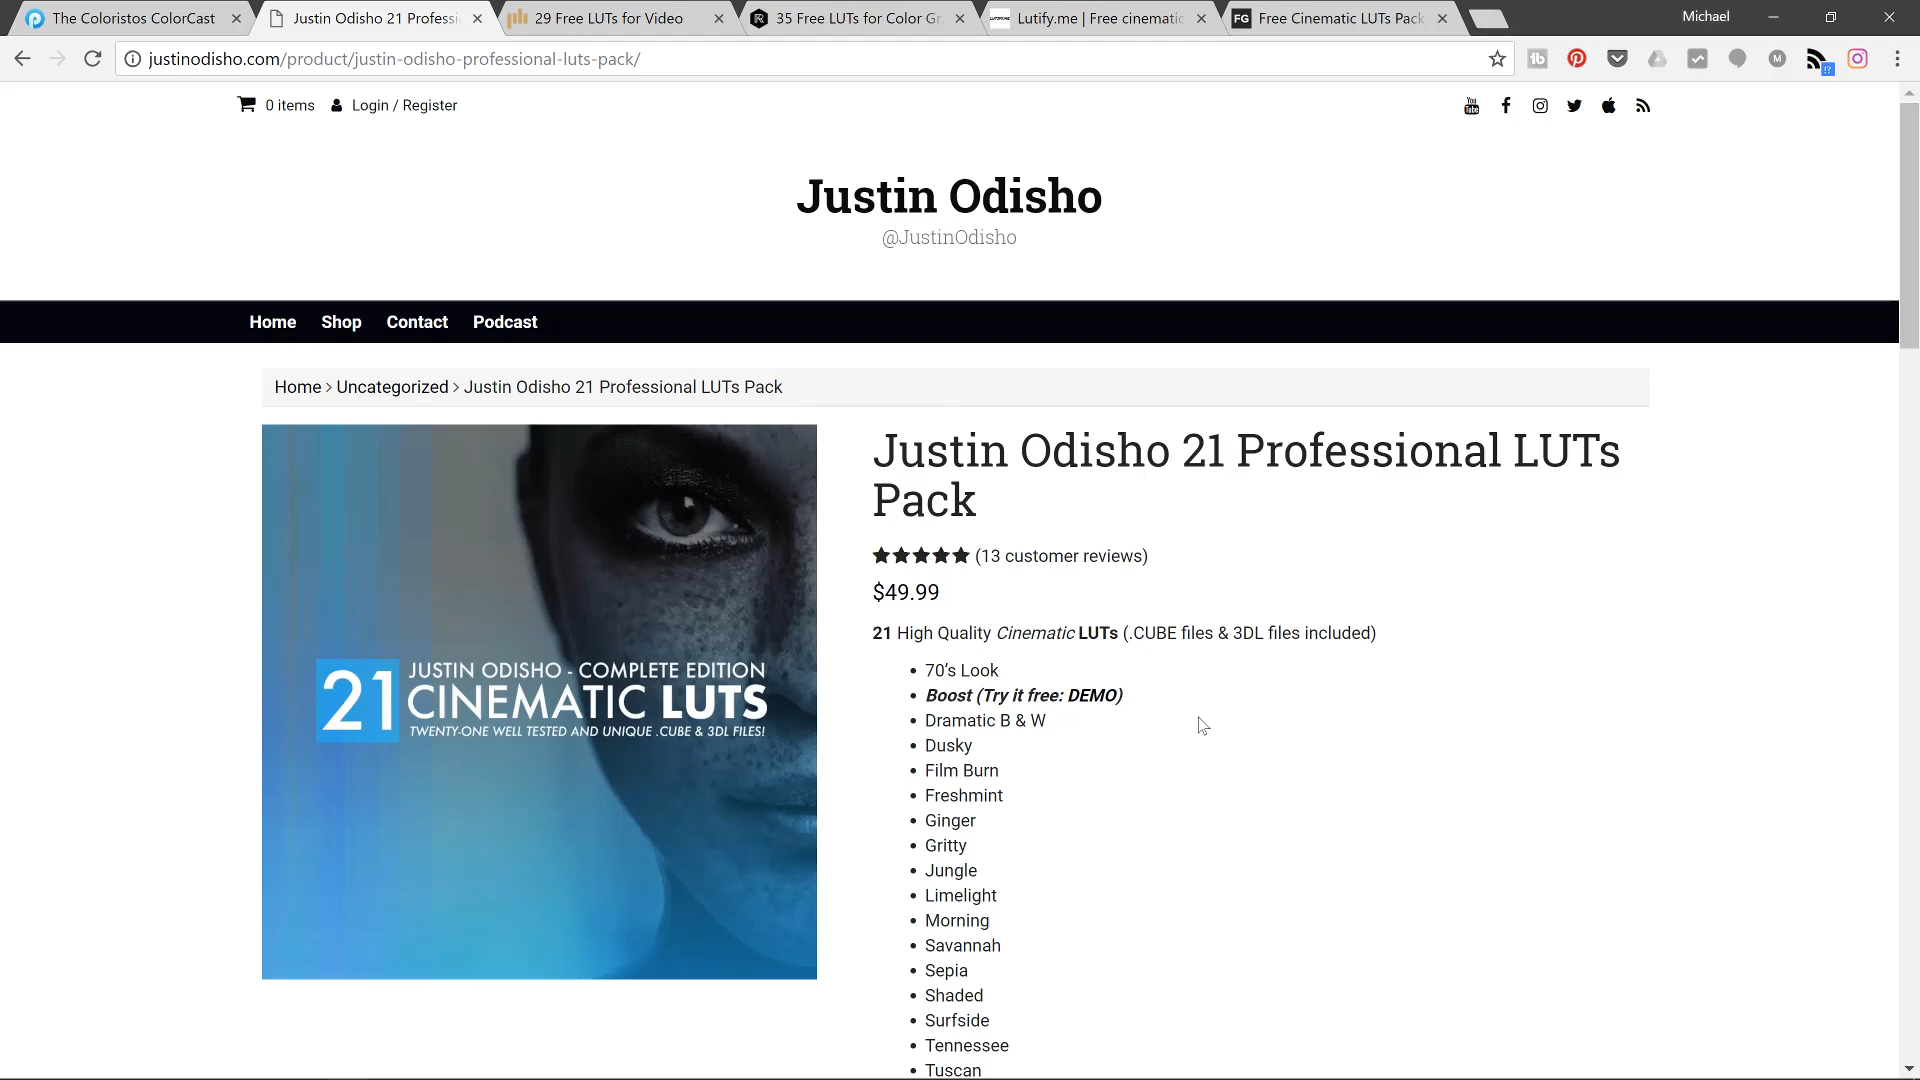 The Coloristos ColorCast
Justin Odisho 21 Professi
29 Free LUTs for Video
35 Free LUTs for Color Gr
Lutify.me | Free cinematic
FG
Free Cinematic LUTs Pack
Michael
justinodisho.com/product/justin-odisho-professional-luts-pack/
0 items
Login / Register
Justin Odisho
@JustinOdisho
Home
Shop
Contact
Podcast
Home > Uncategorized > Justin Odisho 21 Professional LUTs Pack
21
JUSTIN ODISHO - COMPLETE EDITION
CINEMATIC LUTS
TWENTY-ONE WELL TESTED AND UNIQUE .CUBE & 3DL FILES!
Justin Odisho 21 Professional LUTs
Pack
(13 customer reviews)
$49.99
21 High Quality Cinematic LUTs (.CUBE files & 3DL files included)
• 70’s Look
• Boost (Try it free: DEMO)
• Dramatic B & W
• Dusky
• Film Burn
• Freshmint
• Ginger
• Gritty
• Jungle
• Limelight
• Morning
• Savannah
• Sepia
• Shaded
• Surfside
• Tennessee
• Tuscan